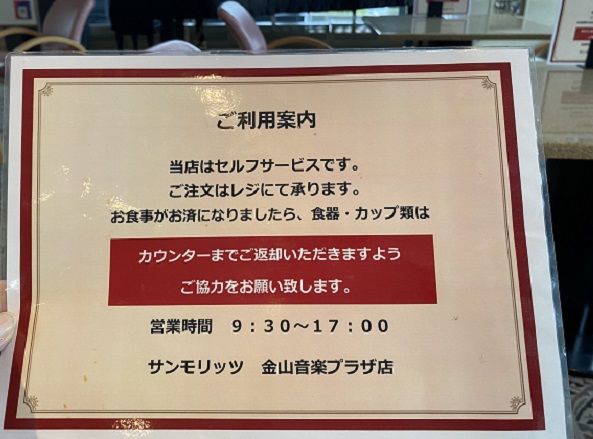 ご利用案内
当店はセルフサービスです。
ご注文はレジにて承ります。
お食事がお済になりましたら、食器・カップ類は
カウンターまでご返却いただきますよう
ご協力をお願い致します。
営業時間　９：３０～１７：００
サンモリッツ　金山音楽プラザ店